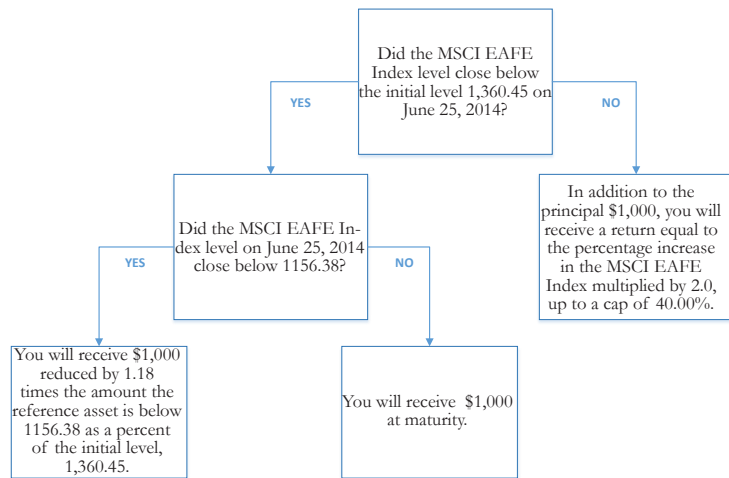 Did the MSCI EAFE
Index level close below
the initial level 1,360.45 on
June 25, 2014?
YES
NO
Did the MSCI EAFE In-
dex level on June 25, 2014
close below 1156.38?
In addition to the
principal $1,000, you will
receive a return equal to
the percentage increase
in the MSCI EAFE
Index multiplied by 2.0,
up to a cap of 40.00%.
YES
NO
You will receive $1,000
reduced by 1.18
times the amount the
reference asset is below
1156.38 as a percent
of the initial level,
1,360.45.
You will receive $1,000
at maturity.